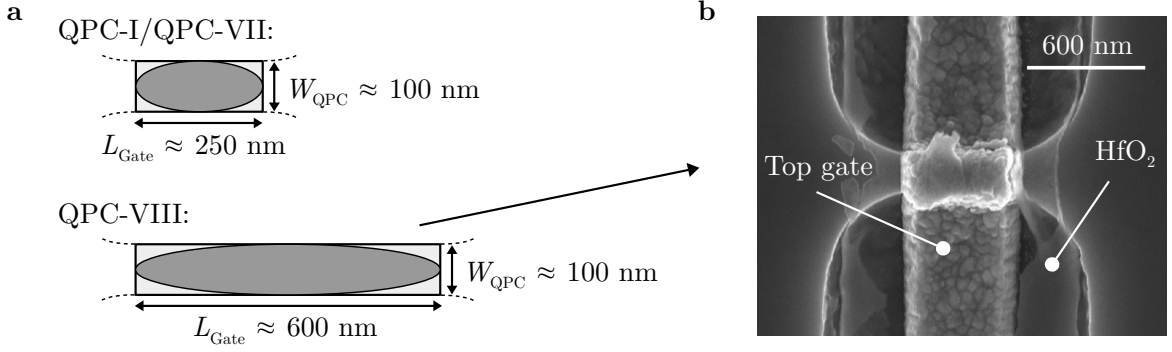 a
QPC-I/QPC-VII:
W_QPC ≈ 100 nm
L_Gate ≈ 250 nm
QPC-VIII:
W_QPC ≈ 100 nm
L_Gate ≈ 600 nm
b
600 nm
Top gate
HfO₂